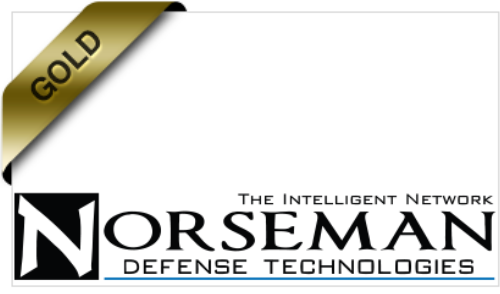 GOLD
THE INTELLIGENT NETWORK
NORSEMAN
DEFENSE TECHNOLOGIES